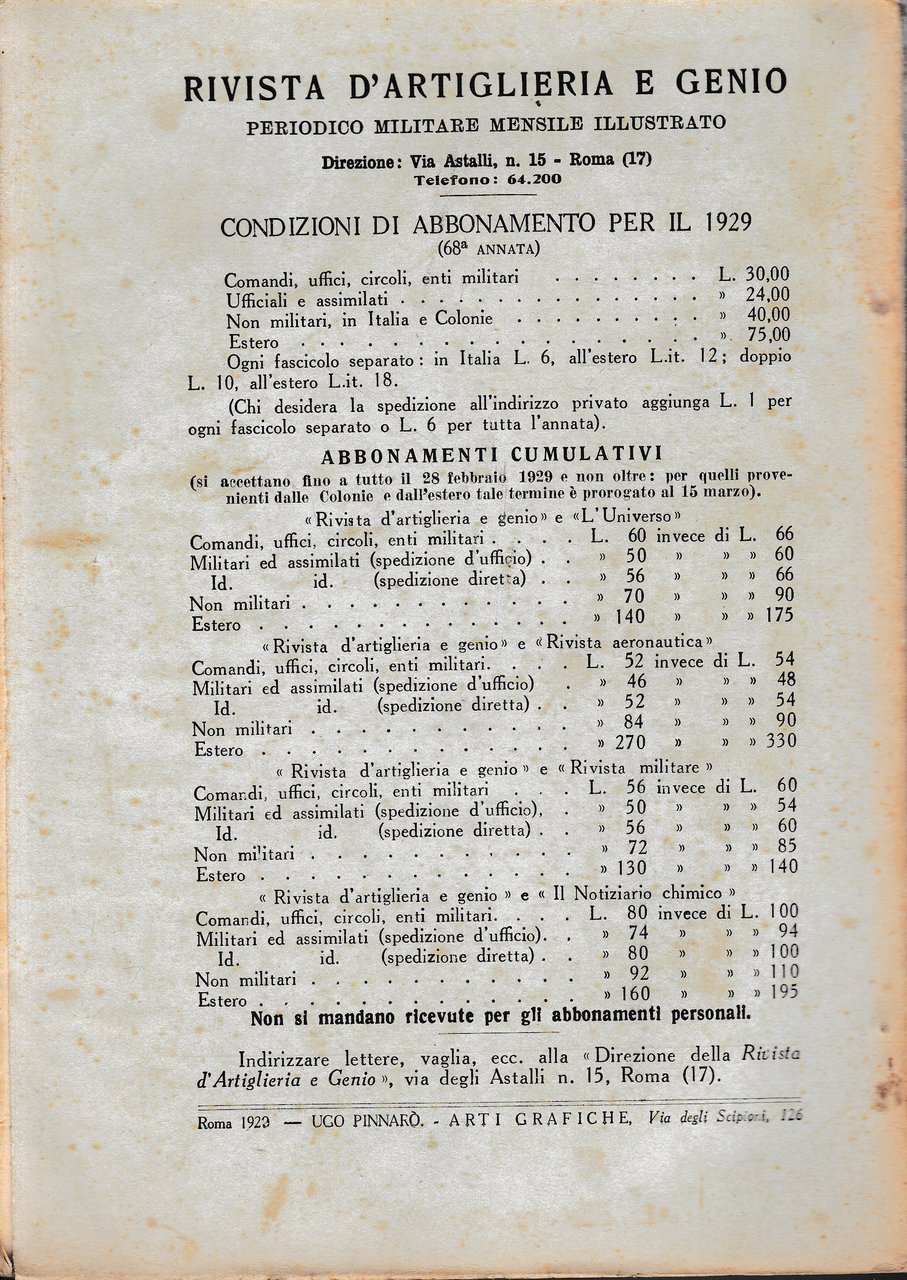 RIVISTA D'ARTIGLIERIA E GENIO
PERIODICO MILITARE MENSILE ILLUSTRATO
Direzione: Via Astalli, n. 15 - Roma (17)
Telefono: 64.200
CONDIZIONI DI ABBONAMENTO PER IL 1929
(68ª ANNATA)
Comandi, uffici, circoli, enti militari . . . . . . . . L. 30,00
Ufficiali e assimilati . . . . . . . . . . . . . . . . » 24,00
Non militari, in Italia e Colonie . . . . . . . . . . » 40,00
Estero . . . . . . . . . . . . . . . . . . . . » 75,00
Ogni fascicolo separato: in Italia L. 6, all'estero L.it. 12; doppio
L. 10, all'estero L.it. 18.
(Chi desidera la spedizione all'indirizzo privato aggiunga L. 1 per
ogni fascicolo separato o L. 6 per tutta l'annata).
ABBONAMENTI CUMULATIVI
(si accettano fino a tutto il 28 febbraio 1929 e non oltre: per quelli prove-
nienti dalle Colonie e dall'estero tale termine è prorogato al 15 marzo).
«Rivista d'artiglieria e genio» e «L'Universo»
Comandi, uffici, circoli, enti militari . . . . L. 60 invece di L. 66
Militari ed assimilati (spedizione d'ufficio) . . » 50 » » » 60
Id. id. (spedizione diretta) . . » 56 » » » 66
Non militari . . . . . . . . . . . . . » 70 » » » 90
Estero . . . . . . . . . . . . . . . » 140 » » » 175
«Rivista d'artiglieria e genio» e «Rivista aeronautica»
Comandi, uffici, circoli, enti militari. . . . . L. 52 invece di L. 54
Militari ed assimilati (spedizione d'ufficio) . » 46 » » » 48
Id. id. (spedizione diretta) . . » 52 » » » 54
Non militari . . . . . . . . . . . . » 84 » » » 90
Estero . . . . . . . . . . . . . . . » 270 » » » 330
« Rivista d'artiglieria e genio » e « Rivista militare »
Comandi, uffici, circoli, enti militari . . . L. 56 invece di L. 60
Militari ed assimilati (spedizione d'ufficio), . » 50 » » » 54
Id. id. (spedizione diretta) . . » 56 » » » 60
Non militari . . . . . . . . . . . . » 72 » » » 85
Estero . . . . . . . . . . . . . . . » 130 » » » 140
« Rivista d'artiglieria e genio » e « Il Notiziario chimico »
Comandi, uffici, circoli, enti militari. . . . . L. 80 invece di L. 100
Militari ed assimilati (spedizione d'ufficio). . » 74 » » » 94
Id. id. (spedizione diretta) . . » 80 » » » 100
Non militari . . . . . . . . . . . . » 92 » » » 110
Estero . . . . . . . . . . . . . . . » 160 » » » 195
Non si mandano ricevute per gli abbonamenti personali.
Indirizzare lettere, vaglia, ecc. alla «Direzione della Rivista
d'Artiglieria e Genio», via degli Astalli n. 15, Roma (17).
Roma 1929 — UGO PINNARÒ. - ARTI GRAFICHE, Via degli Scipioni, 126